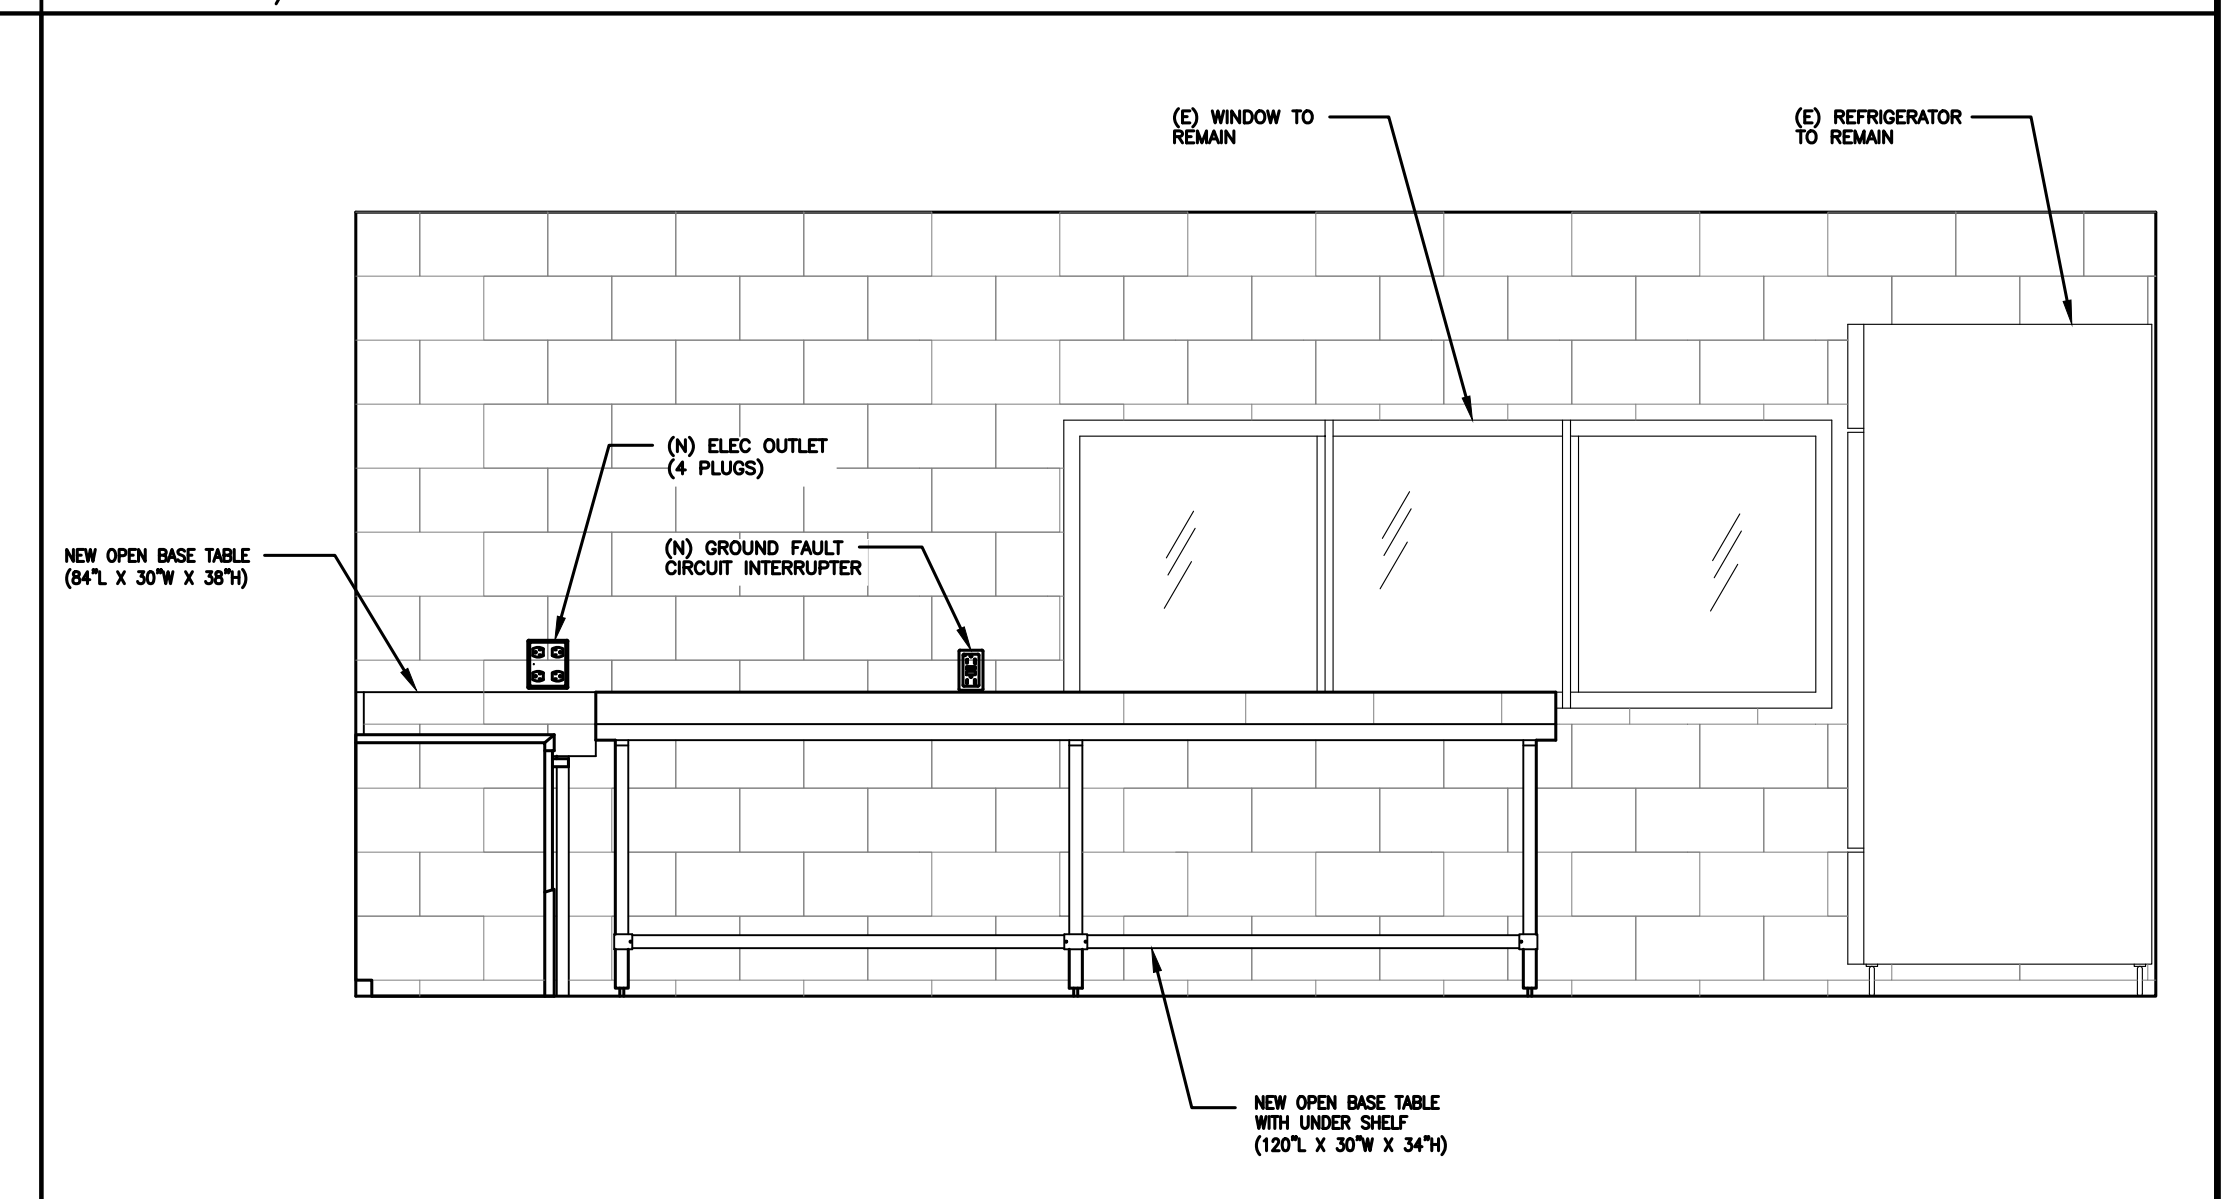 (E) WINDOW TO
REMAIN
(E) REFRIGERATOR
TO REMAIN
(N) ELEC OUTLET
(4 PLUGS)
(N) GROUND FAULT
CIRCUIT INTERRUPTER
NEW OPEN BASE TABLE
(84"L X 30"W X 38"H)
NEW OPEN BASE TABLE
WITH UNDER SHELF
(120"L X 30"W X 34"H)